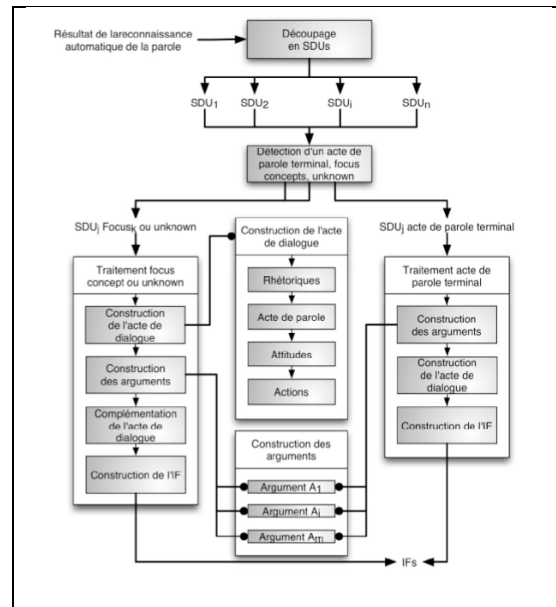 Résultat de lareconnaissance
automatique de la parole
Découpage
en SDUs
SDU1
SDU2
SDUi
SDUn
Détection d'un acte de
parole terminal, focus
concepts, unknown
SDUj Focusk ou unknown
SDUj acte de parole terminal
Traitement focus
concept ou unknown
Construction
de l'acte de
dialogue
Construction
des arguments
Complémentation
de l'acte de
dialogue
Construction de l'IF
Construction de l'acte
de dialogue
Rhétoriques
Acte de parole
Attitudes
Actions
Construction des
arguments
Argument A1
Argument Ai
Argument Am
Traitement acte de
parole terminal
Construction
des arguments
Construction
de l'acte de
dialogue
Construction de l'IF
IFs